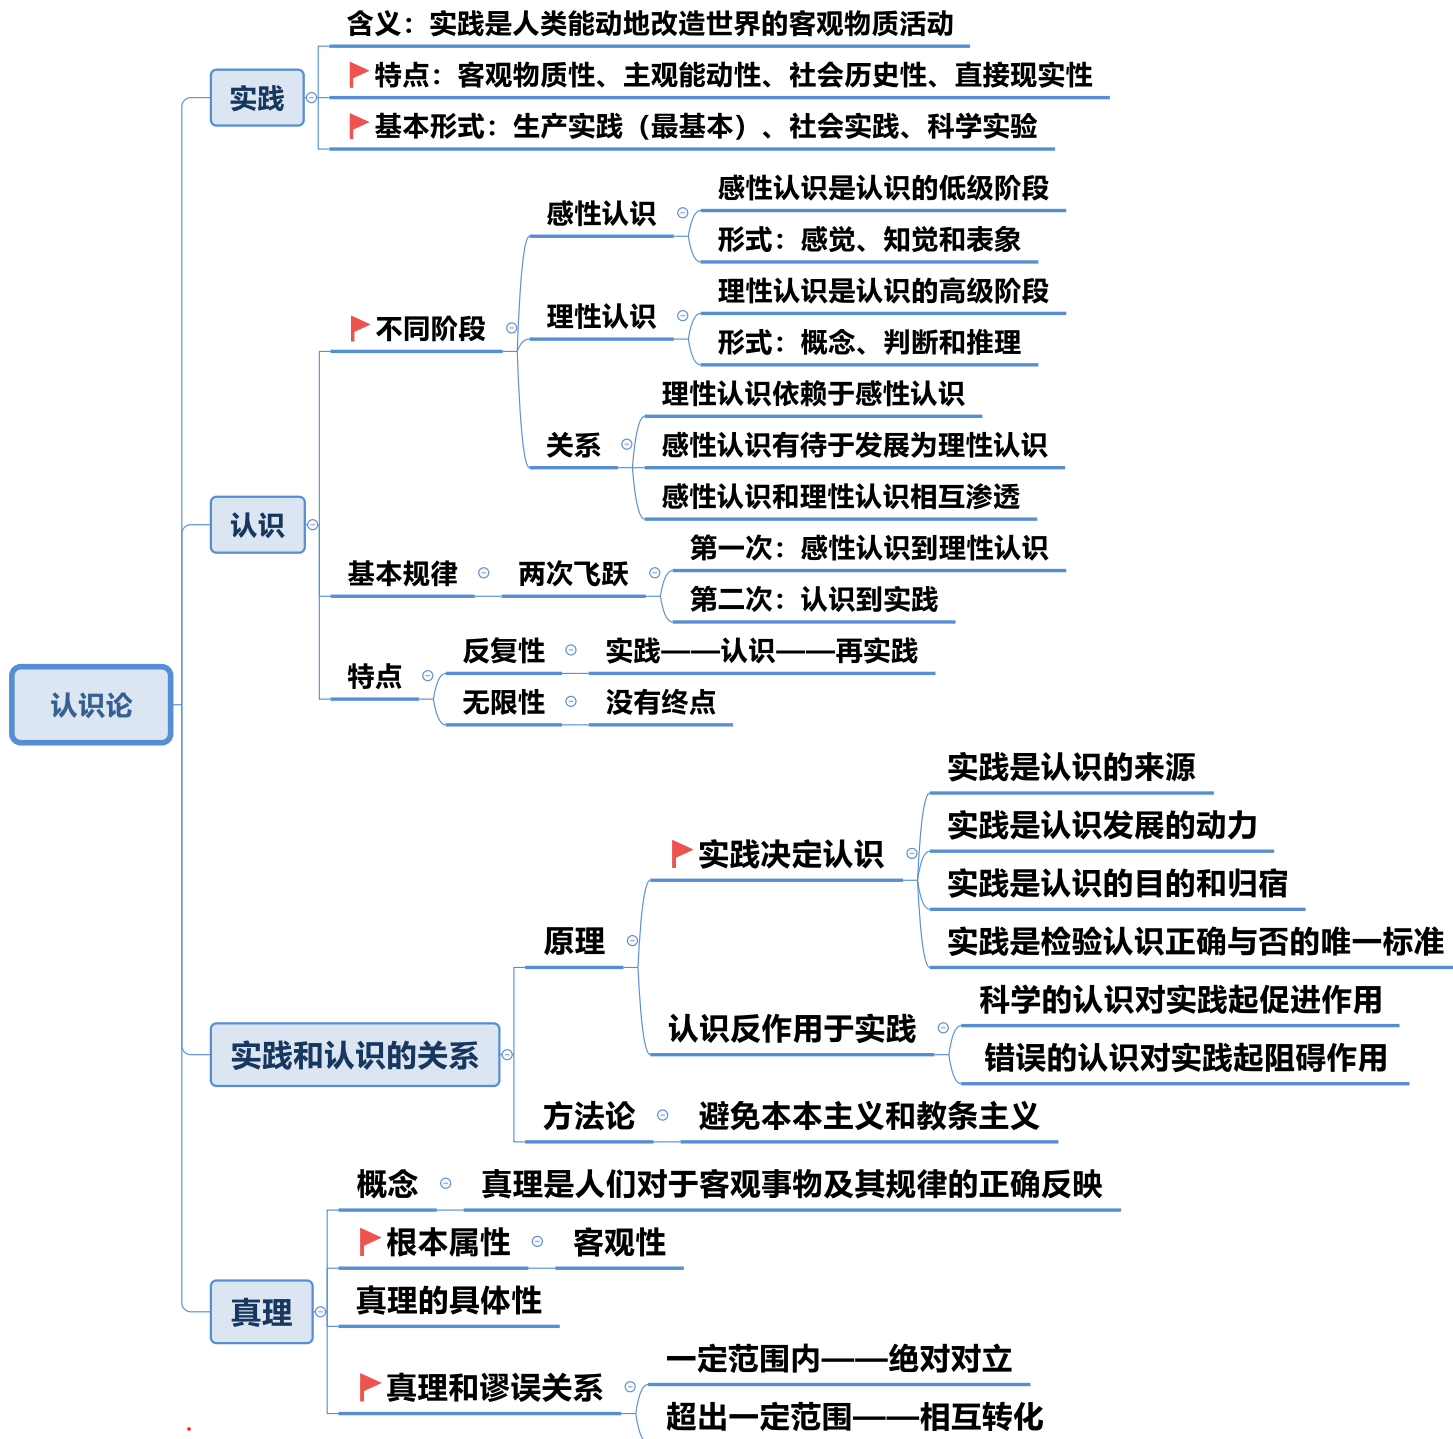 含义：实践是人类能动地改造世界的客观物质活动
特点：客观物质性、主观能动性、社会历史性、直接现实性
实践
基本形式：生产实践（最基本）、社会实践、科学实验
感性认识是认识的低级阶段
感性认识
形式：感觉、知觉和表象
理性认识是认识的高级阶段
不同阶段
理性认识
形式：概念、判断和推理
理性认识依赖于感性认识
关系
感性认识有待于发展为理性认识
感性认识和理性认识相互渗透
认识
第一次：感性认识到理性认识
基本规律
两次飞跃
第二次：认识到实践
反复性
实践——认识——再实践
特点
无限性
没有终点
认识论
实践是认识的来源
实践是认识发展的动力
实践决定认识
实践是认识的目的和归宿
原理
实践是检验认识正确与否的唯一标准
科学的认识对实践起促进作用
认识反作用于实践
错误的认识对实践起阻碍作用
实践和认识的关系
方法论
避免本本主义和教条主义
概念
真理是人们对于客观事物及其规律的正确反映
根本属性
客观性
真理
真理的具体性
一定范围内——绝对对立
真理和谬误关系
超出一定范围——相互转化